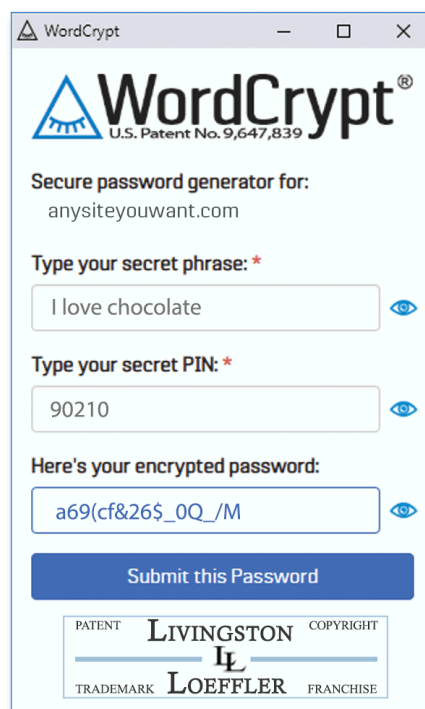 WordCrypt
WordCrypt®
U.S. Patent No. 9,647,839
Secure password generator for:
anysiteyouwant.com
Type your secret phrase: *
I love chocolate
Type your secret PIN: *
90210
Here's your encrypted password:
a69(cf&26$_0Q_/M
Submit this Password
PATENT LIVINGSTON COPYRIGHT
LL
TRADEMARK LOEFFLER FRANCHISE